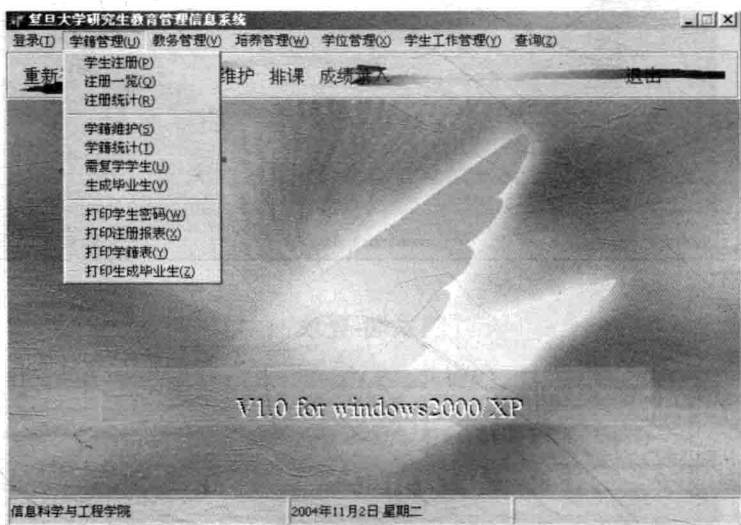 复旦大学研究生教育管理信息系统
登录(I) 学籍管理(U) 教务管理(V) 培养管理(W) 学位管理(X) 学生工作管理(Y) 查询(Z)
重新 维护 排课 成绩录入 退出
学生注册(P)
注册一览(Q)
注册统计(R)
学籍维护(S)
学籍统计(T)
需复学学生(U)
生成毕业生(V)
打印学生密码(W)
打印注册报表(X)
打印学籍表(Y)
打印生成毕业生(Z)
V1.0 for windows2000/XP
信息科学与工程学院 2004年11月2日 星期二